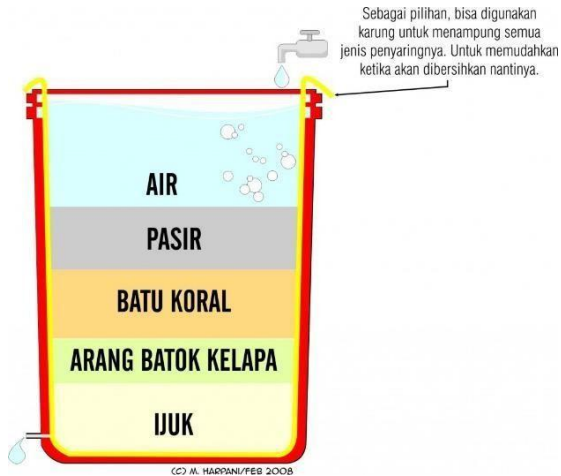 Sebagai pilihan, bisa digunakan
karung untuk menampung semua
jenis penyaringnya. Untuk memudahkan
ketika akan dibersihkan nantinya.
AIR
PASIR
BATU KORAL
ARANG BATOK KELAPA
IJUK
(C) M. HARPANI/FEB 2008